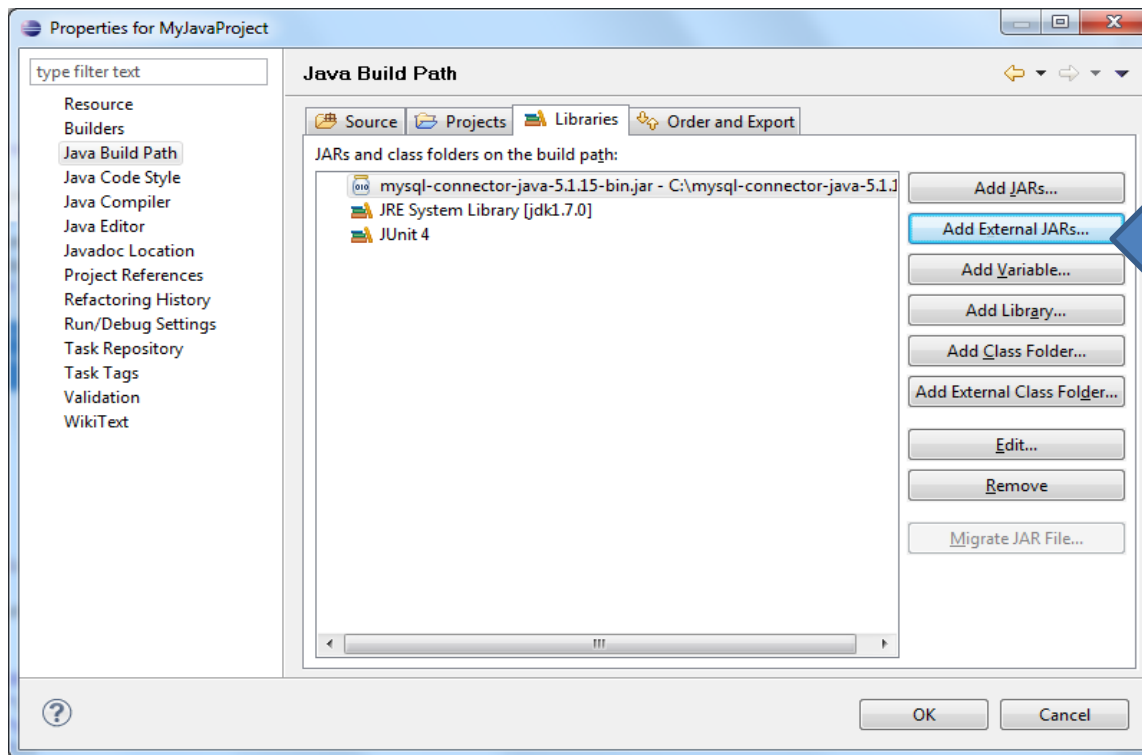 Properties for MyJavaProject
type filter text
Resource
Builders
Java Build Path
Java Code Style
Java Compiler
Java Editor
Javadoc Location
Project References
Refactoring History
Run/Debug Settings
Task Repository
Task Tags
Validation
WikiText
Java Build Path
Source Projects Libraries Order and Export
JARs and class folders on the build path:
mysql-connector-java-5.1.15-bin.jar - C:\mysql-connector-java-5.1.1
JRE System Library [jdk1.7.0]
JUnit 4
Add JARs...
Add External JARs...
Add Variable...
Add Library...
Add Class Folder...
Add External Class Folder...
Edit...
Remove
Migrate JAR File...
OK Cancel